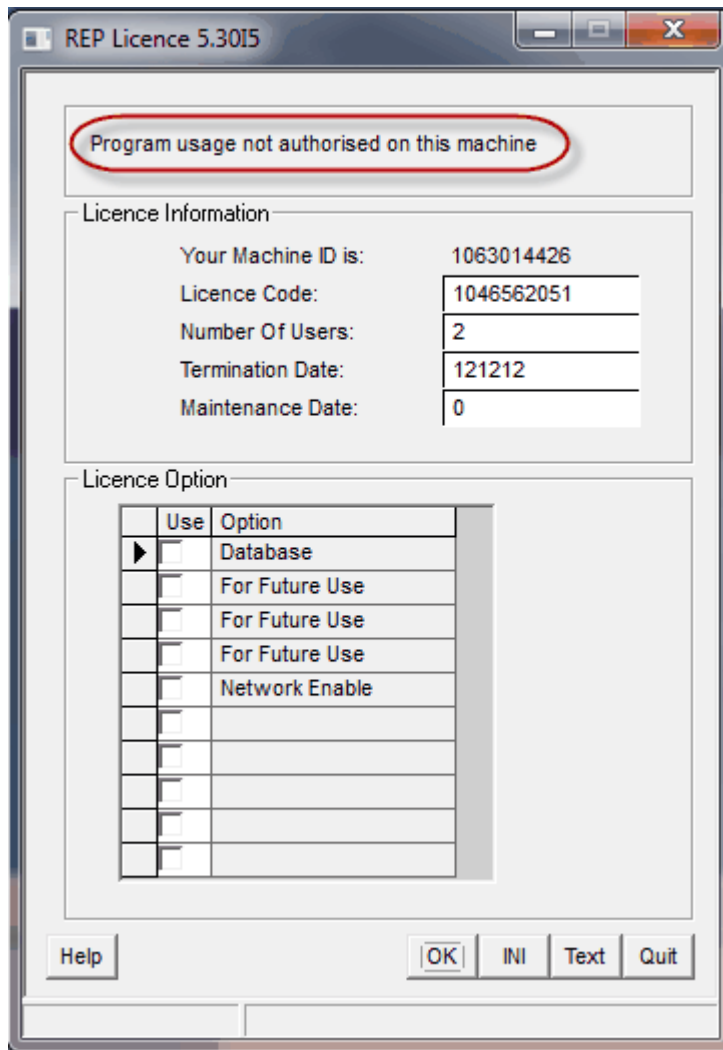 REP Licence 5.30I5
Program usage not authorised on this machine
Licence Information
Your Machine ID is: 1063014426
Licence Code: 1046562051
Number Of Users: 2
Termination Date: 121212
Maintenance Date: 0
Licence Option
Use Option
Database
For Future Use
For Future Use
For Future Use
Network Enable
Help OK INI Text Quit